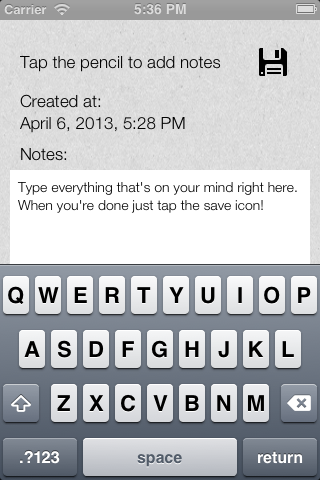 Carrier 5:36 PM
Tap the pencil to add notes
Created at:
April 6, 2013, 5:28 PM
Notes:
Type everything that's on your mind right here.
When you're done just tap the save icon!
Q W E R T Y U I O P
A S D F G H J K L
Z X C V B N M
.?123 space return